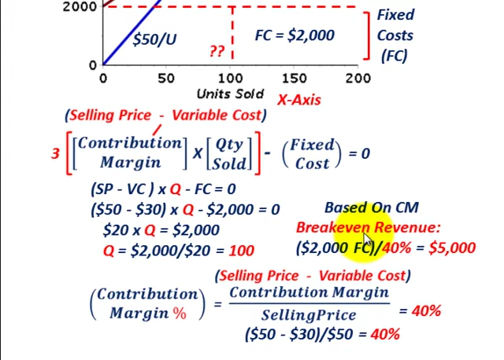 2000
$50/U
??
FC = $2,000
Fixed
Costs
(FC)
0
0 50 100 150 200
Units Sold
X-Axis
(Selling Price - Variable Cost)
3 [[Contribution Margin] X [Qty Sold]] - (Fixed Cost) = 0
(SP - VC ) x Q - FC = 0
($50 - $30) x Q - $2,000 = 0
$20 x Q = $2,000
Q = $2,000/$20 = 100
Based On CM
Breakeven Revenue:
($2,000 FC)/40% = $5,000
(Selling Price - Variable Cost)
(Contribution Margin %) = Contribution Margin / SellingPrice = 40%
($50 - $30)/$50 = 40%